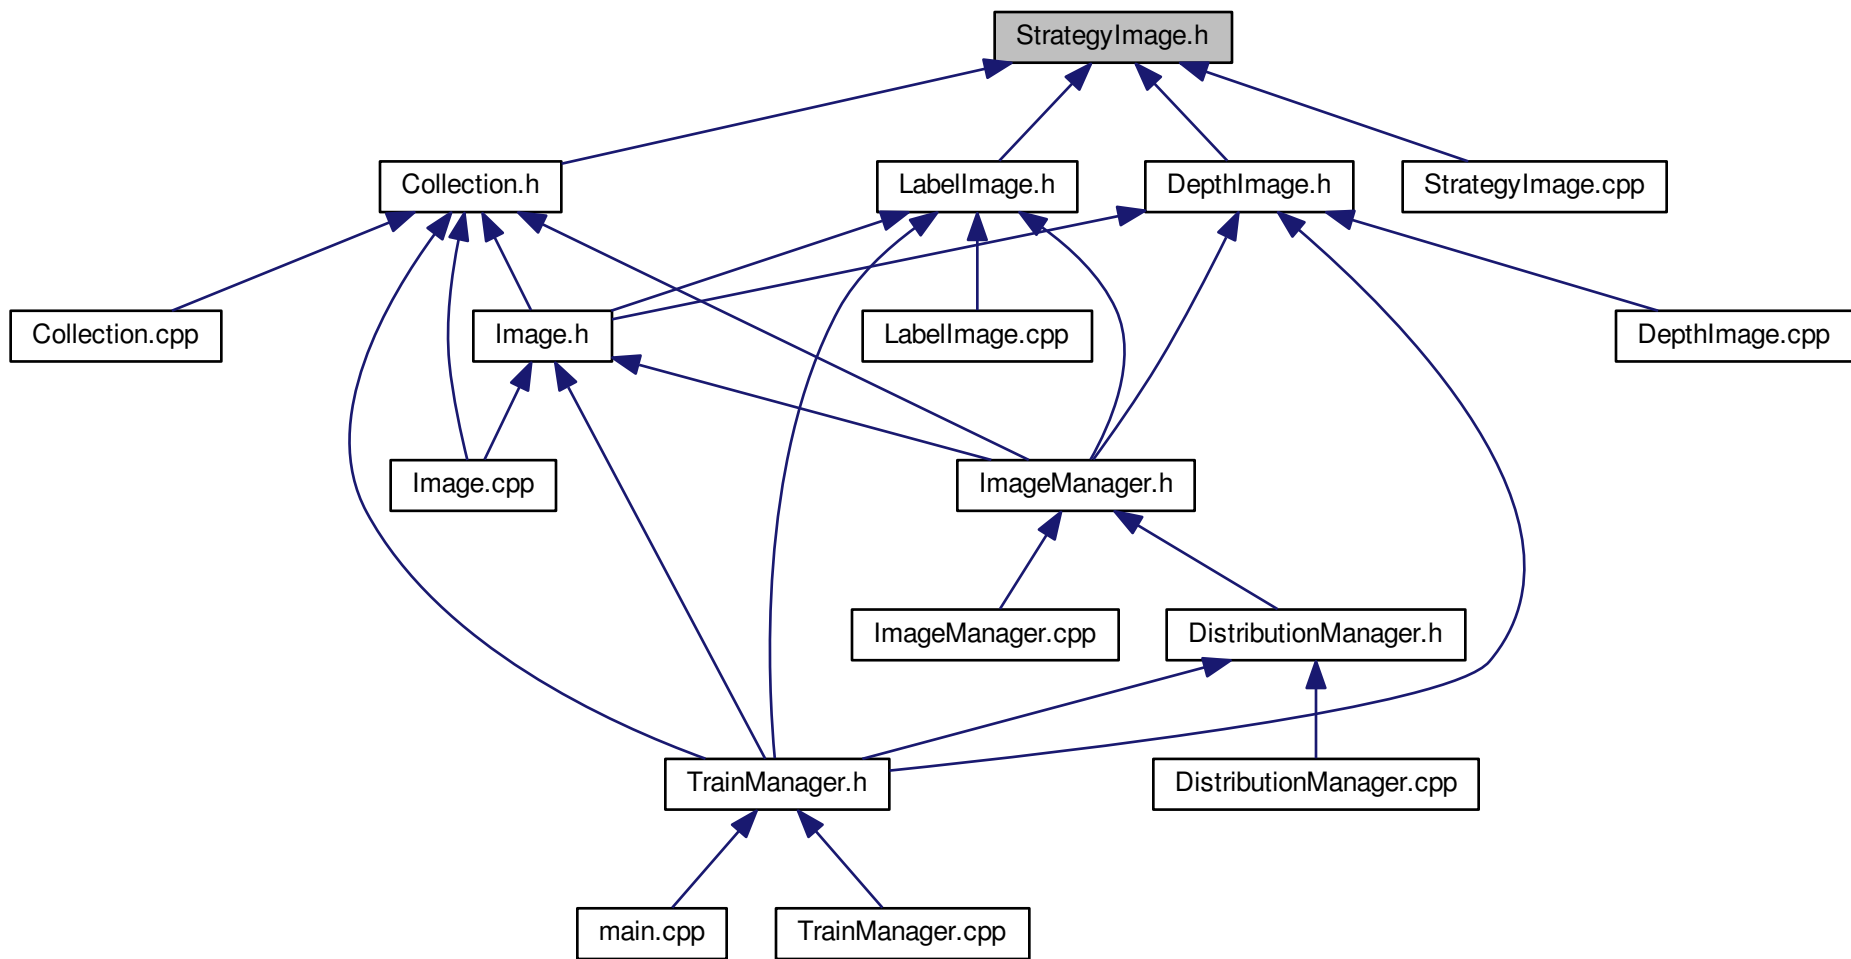 StrategyImage.h
Collection.h
LabelImage.h
DepthImage.h
StrategyImage.cpp
Collection.cpp
Image.h
LabelImage.cpp
DepthImage.cpp
Image.cpp
ImageManager.h
ImageManager.cpp
DistributionManager.h
TrainManager.h
DistributionManager.cpp
main.cpp
TrainManager.cpp